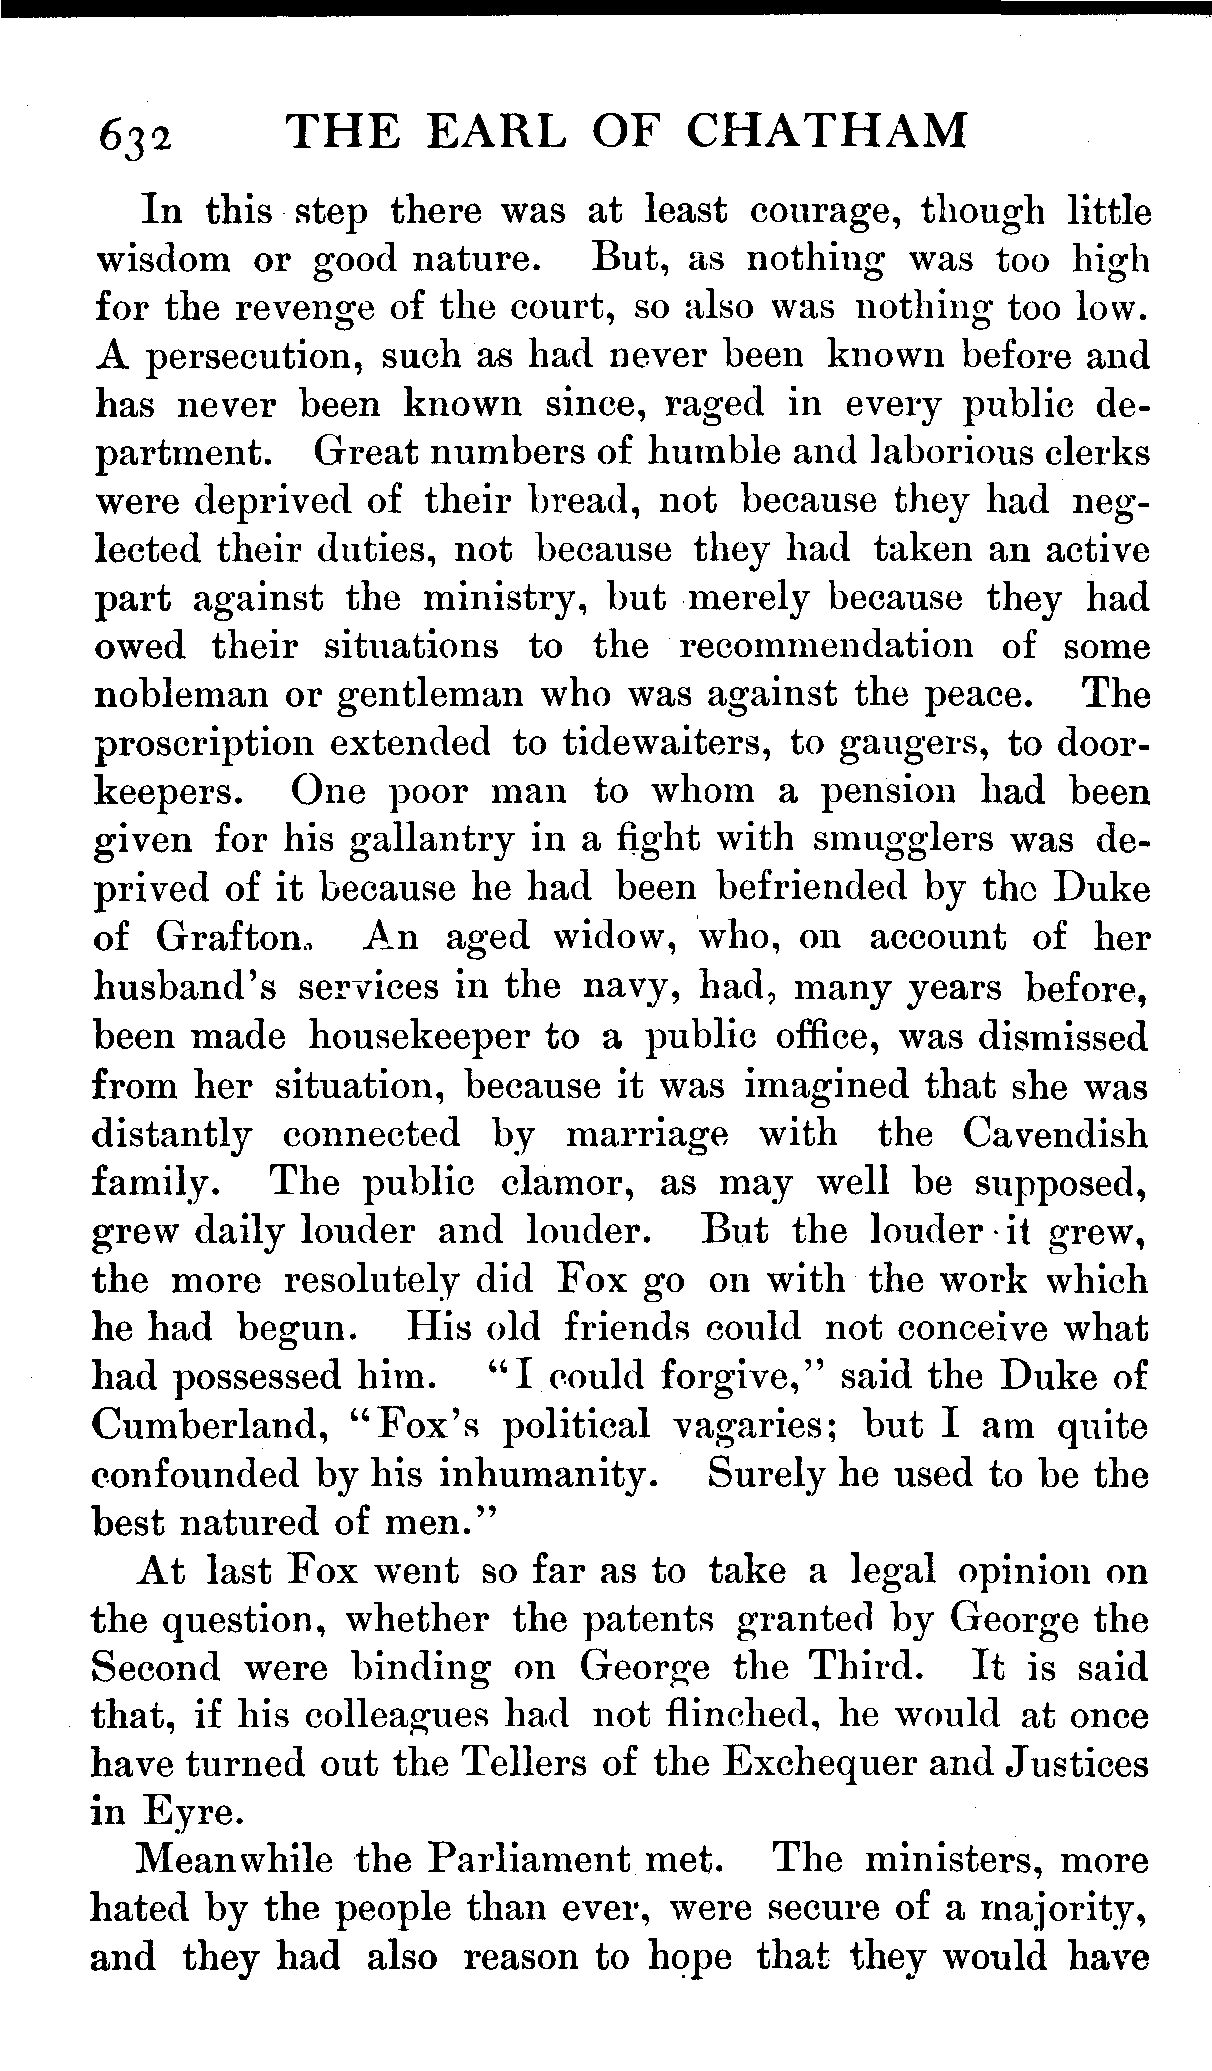 632 THE EARL OF CHATHAM
In this step there was at least courage, though little
wisdom or good nature. But, as nothing was too high
for the revenge of the court, so also was nothing too low.
A persecution, such as had never been known before and
has never been known since, raged in every public de-
partment. Great numbers of humble and laborious clerks
were deprived of their bread, not because they had neg-
lected their duties, not because they had taken an active
part against the ministry, but merely because they had
owed their situations to the recommendation of some
nobleman or gentleman who was against the peace. The
proscription extended to tidewaiters, to gaugers, to door-
keepers. One poor man to whom a pension had been
given for his gallantry in a fight with smugglers was de-
prived of it because he had been befriended by the Duke
of Grafton. An aged widow, who, on account of her
husband's services in the navy, had, many years before,
been made housekeeper to a public office, was dismissed
from her situation, because it was imagined that she was
distantly connected by marriage with the Cavendish
family. The public clamor, as may well be supposed,
grew daily louder and louder. But the louder it grew,
the more resolutely did Fox go on with the work which
he had begun. His old friends could not conceive what
had possessed him. "I could forgive," said the Duke of
Cumberland, "Fox's political vagaries; but I am quite
confounded by his inhumanity. Surely he used to be the
best natured of men."
At last Fox went so far as to take a legal opinion on
the question, whether the patents granted by George the
Second were binding on George the Third. It is said
that, if his colleagues had not flinched, he would at once
have turned out the Tellers of the Exchequer and Justices
in Eyre.
Meanwhile the Parliament met. The ministers, more
hated by the people than ever, were secure of a majority,
and they had also reason to hope that they would have